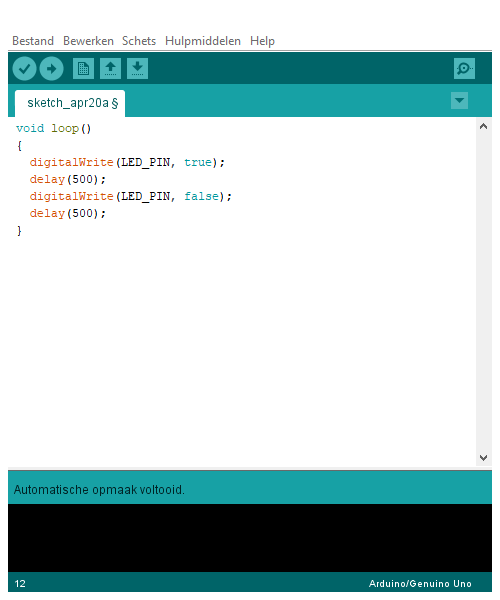 Bestand Bewerken Schets Hulpmiddelen Help
sketch_apr20a §
void loop()
{
  digitalWrite(LED_PIN, true);
  delay(500);
  digitalWrite(LED_PIN, false);
  delay(500);
}
Automatische opmaak voltooid.
12 Arduino/Genuino Uno